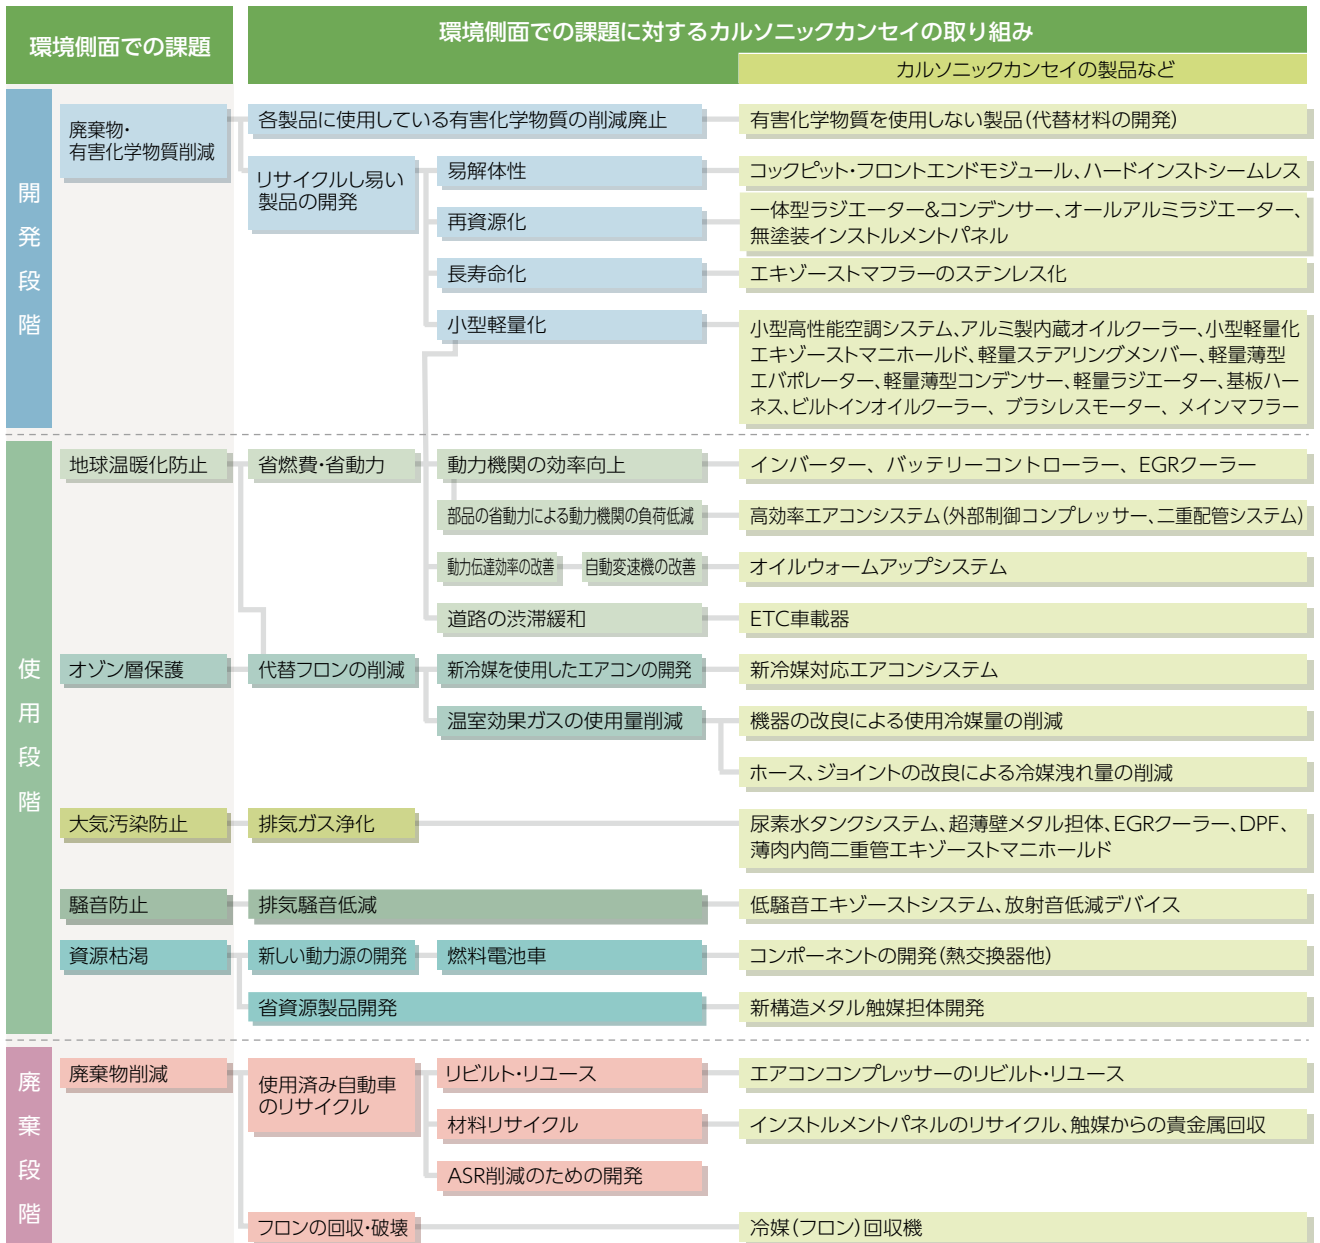 環境側面での課題
環境側面での課題に対するカルソニックカンセイの取り組み
カルソニックカンセイの製品など
開発段階
廃棄物・
有害化学物質削減
各製品に使用している有害化学物質の削減廃止
有害化学物質を使用しない製品（代替材料の開発）
リサイクルし易い
製品の開発
易解体性
コックピット・フロントエンドモジュール、ハードインストシームレス
再資源化
一体型ラジエーター&コンデンサー、オールアルミラジエーター、
無塗装インストルメントパネル
長寿命化
エキゾーストマフラーのステンレス化
小型軽量化
小型高性能空調システム、アルミ製内蔵オイルクーラー、小型軽量化
エキゾーストマニホールド、軽量ステアリングメンバー、軽量薄型
エバポレーター、軽量薄型コンデンサー、軽量ラジエーター、基板ハー
ネス、ビルトインオイルクーラー、ブラシレスモーター、メインマフラー
使用段階
地球温暖化防止
省燃費・省動力
動力機関の効率向上
インバーター、バッテリーコントローラー、EGRクーラー
部品の省動力による動力機関の負荷低減
高効率エアコンシステム（外部制御コンプレッサー、二重配管システム）
動力伝達効率の改善
自動変速機の改善
オイルウォームアップシステム
道路の渋滞緩和
ETC車載器
オゾン層保護
代替フロンの削減
新冷媒を使用したエアコンの開発
新冷媒対応エアコンシステム
温室効果ガスの使用量削減
機器の改良による使用冷媒量の削減
ホース、ジョイントの改良による冷媒洩れ量の削減
大気汚染防止
排気ガス浄化
尿素水タンクシステム、超薄壁メタル担体、EGRクーラー、DPF、
薄肉内筒二重管エキゾーストマニホールド
騒音防止
排気騒音低減
低騒音エキゾーストシステム、放射音低減デバイス
資源枯渇
新しい動力源の開発
燃料電池車
コンポーネントの開発（熱交換器他）
省資源製品開発
新構造メタル触媒担体開発
廃棄段階
廃棄物削減
使用済み自動車
のリサイクル
リビルト・リユース
エアコンコンプレッサーのリビルト・リユース
材料リサイクル
インストルメントパネルのリサイクル、触媒からの貴金属回収
ASR削減のための開発
フロンの回収・破壊
冷媒（フロン）回収機